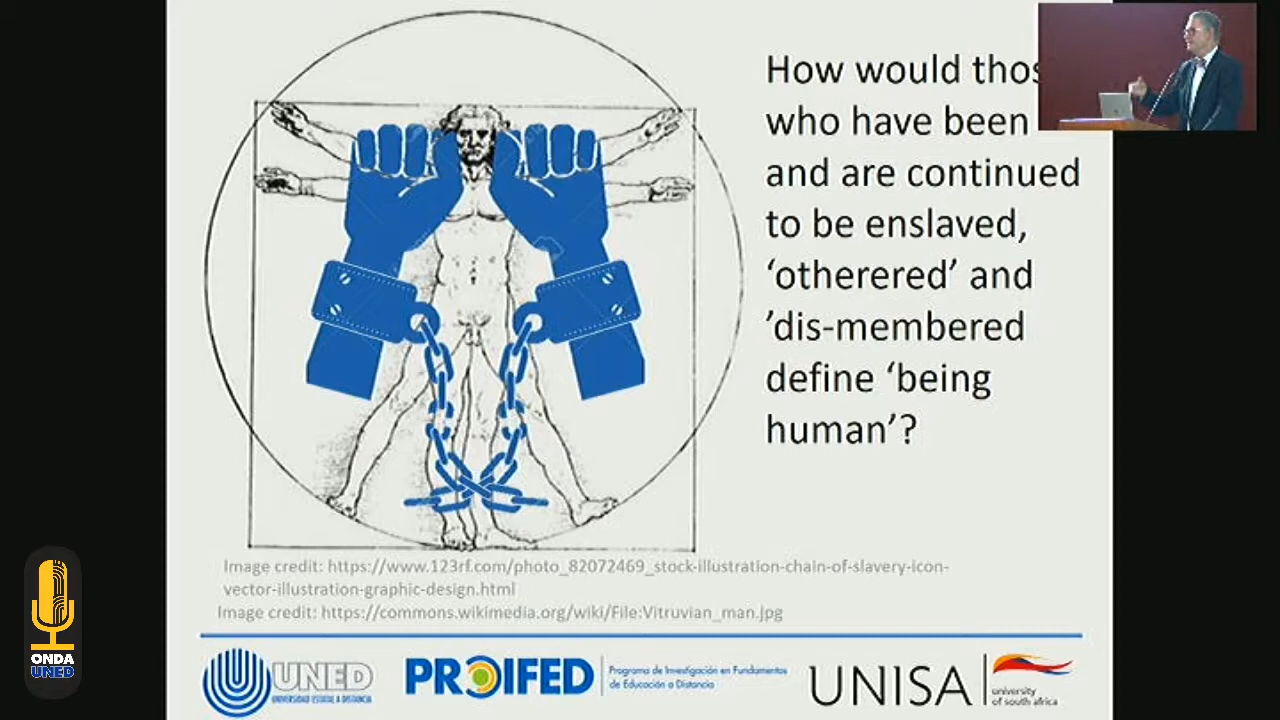 How would thos
who have been
and are continued
to be enslaved,
‘otherered’ and
’dis-membered
define ‘being
human’?
Image credit: https://www.123rf.com/photo_82072469_stock-illustration-chain-of-slavery-icon-
vector-illustration-graphic-design.html
Image credit: https://commons.wikimedia.org/wiki/File:Vitruvian_man.jpg
ONDA
UNED
UNED
UNIVERSIDAD ESTATAL A DISTANCIA
PROIFED
Programa de Investigación en Fundamentos
de Educación a Distancia
UNISA
university
of south africa